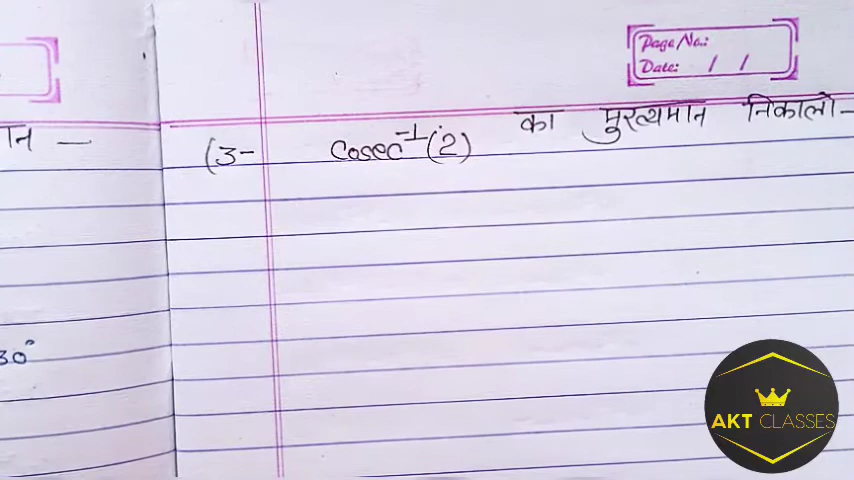 Page No.:
Date: / /
ान —
(3- Cosec⁻¹(2) का मुख्यमान निकालो-
30°
AKT CLASSES